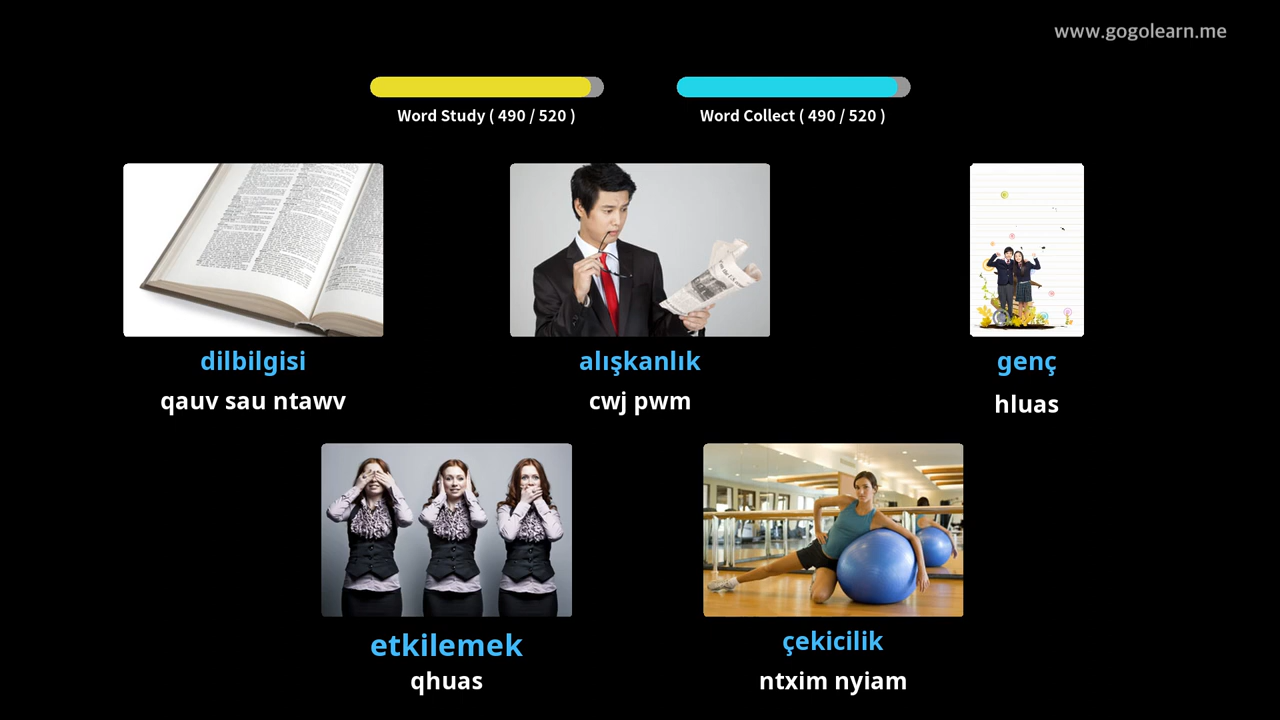 www.gogolearn.me
Word Study ( 490 / 520 )
Word Collect ( 490 / 520 )
dilbilgisi
qauv sau ntawv
alışkanlık
cwj pwm
genç
hluas
etkilemek
qhuas
çekicilik
ntxim nyiam